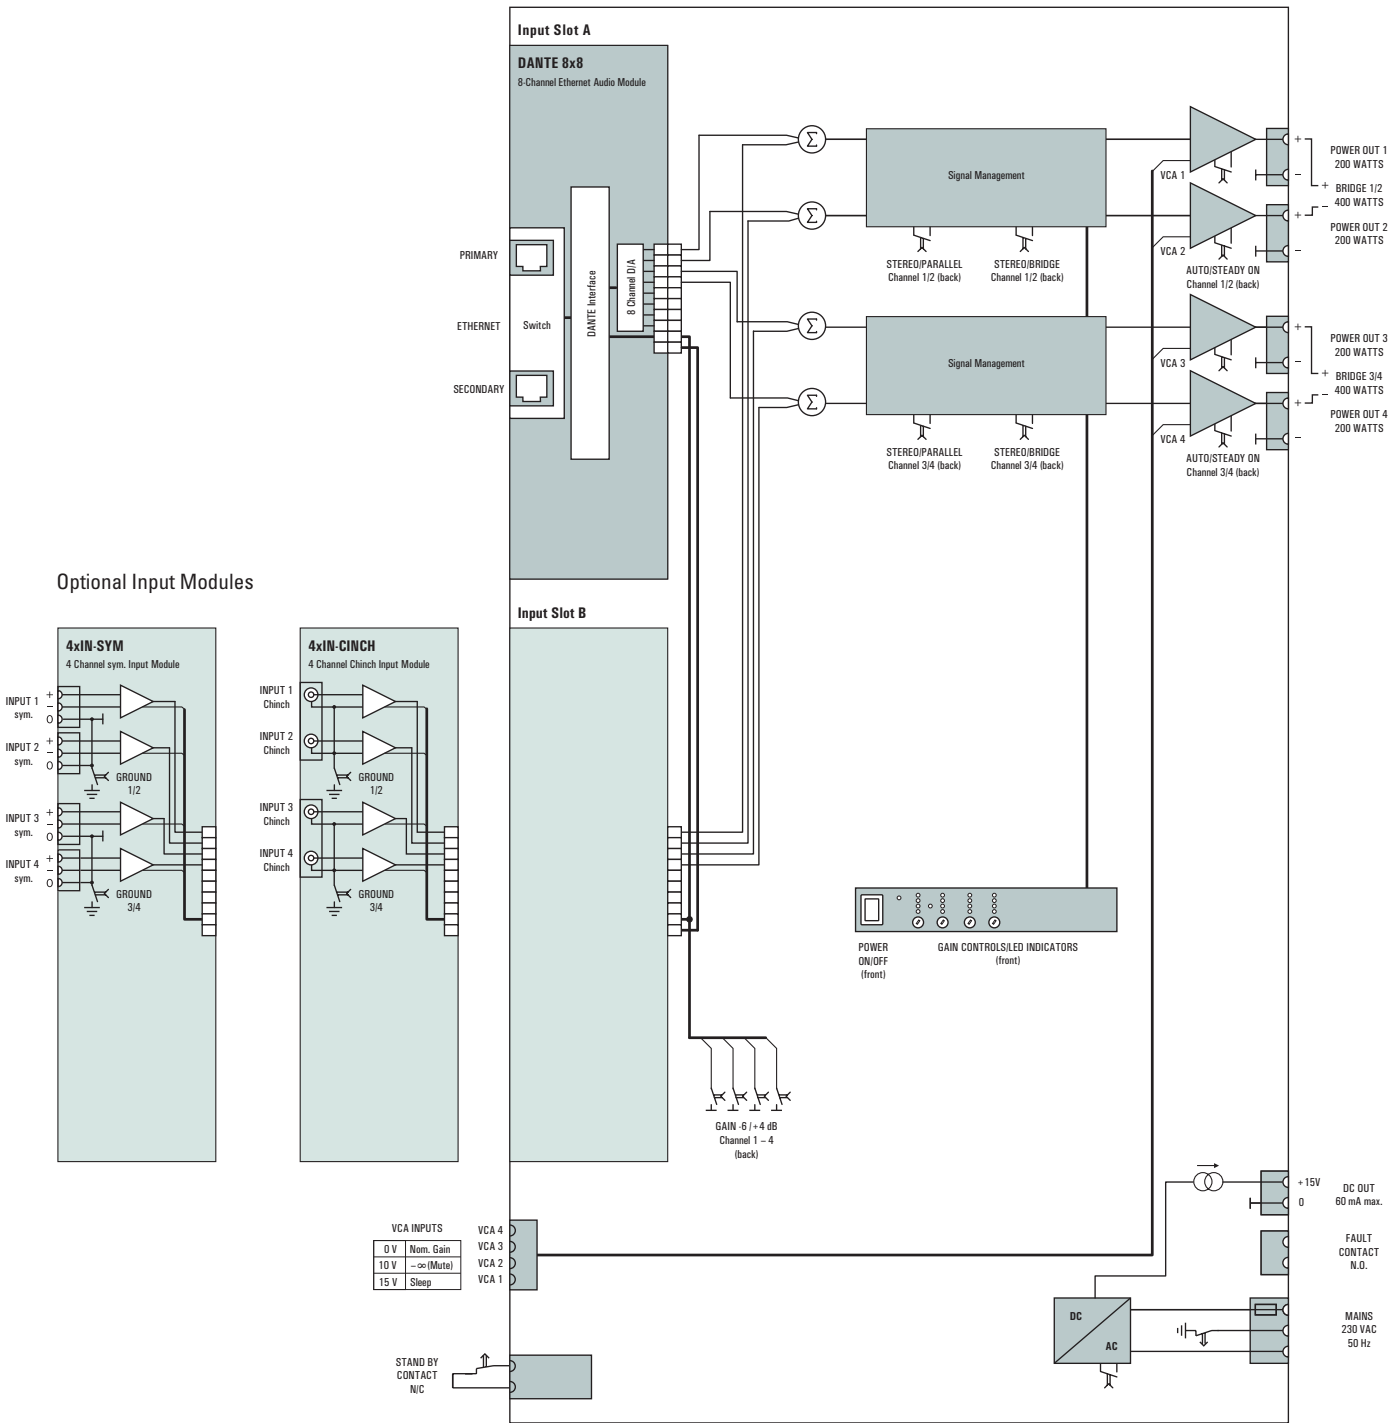 Input Slot A
DANTE 8x8
8-Channel Ethernet Audio Module
PRIMARY
ETHERNET
SECONDARY
Switch
DANTE Interface
8 Channel D/A
Σ
Σ
Σ
Σ
Signal Management
STEREO/PARALLEL
Channel 1/2 (back)
STEREO/BRIDGE
Channel 1/2 (back)
Signal Management
STEREO/PARALLEL
Channel 3/4 (back)
STEREO/BRIDGE
Channel 3/4 (back)
VCA 1
VCA 2
AUTO/STEADY ON
Channel 1/2 (back)
VCA 3
VCA 4
AUTO/STEADY ON
Channel 3/4 (back)
+
−
+
−
POWER OUT 1
200 WATTS
+ BRIDGE 1/2
− 400 WATTS
POWER OUT 2
200 WATTS
+
−
+
−
POWER OUT 3
200 WATTS
+ BRIDGE 3/4
− 400 WATTS
POWER OUT 4
200 WATTS
Optional Input Modules
4xIN-SYM
4 Channel sym. Input Module
INPUT 1
sym.
+
−
0
INPUT 2
sym.
+
−
0
GROUND
1/2
INPUT 3
sym.
+
−
0
INPUT 4
sym.
+
−
0
GROUND
3/4
4xIN-CINCH
4 Channel Chinch Input Module
INPUT 1
Chinch
INPUT 2
Chinch
GROUND
1/2
INPUT 3
Chinch
INPUT 4
Chinch
GROUND
3/4
Input Slot B
POWER
ON/OFF
(front)
GAIN CONTROLS/LED INDICATORS
(front)
GAIN -6 / +4 dB
Channel 1 – 4
(back)
VCA INPUTS
0 V Nom. Gain
10 V −∞ (Mute)
15 V Sleep
VCA 4
VCA 3
VCA 2
VCA 1
STAND BY
CONTACT
N/C
+15V
0
DC OUT
60 mA max.
FAULT
CONTACT
N.O.
DC
AC
MAINS
230 VAC
50 Hz